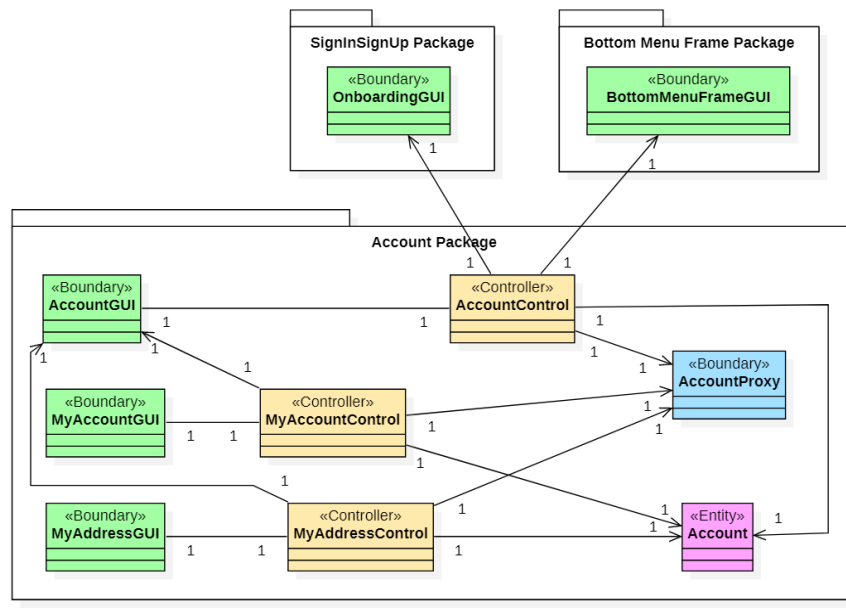 SignInSignUp Package
Bottom Menu Frame Package
«Boundary»
OnboardingGUI
«Boundary»
BottomMenuFrameGUI
1
1
Account Package
1
1
«Boundary»
AccountGUI
«Controller»
AccountControl
1
1
1
1
1
1
1
«Boundary»
AccountProxy
1
«Boundary»
MyAccountGUI
«Controller»
MyAccountControl
1
1
1
1
1
1
1
1
1
«Boundary»
MyAddressGUI
«Controller»
MyAddressControl
«Entity»
Account
1
1
1
1
1
1